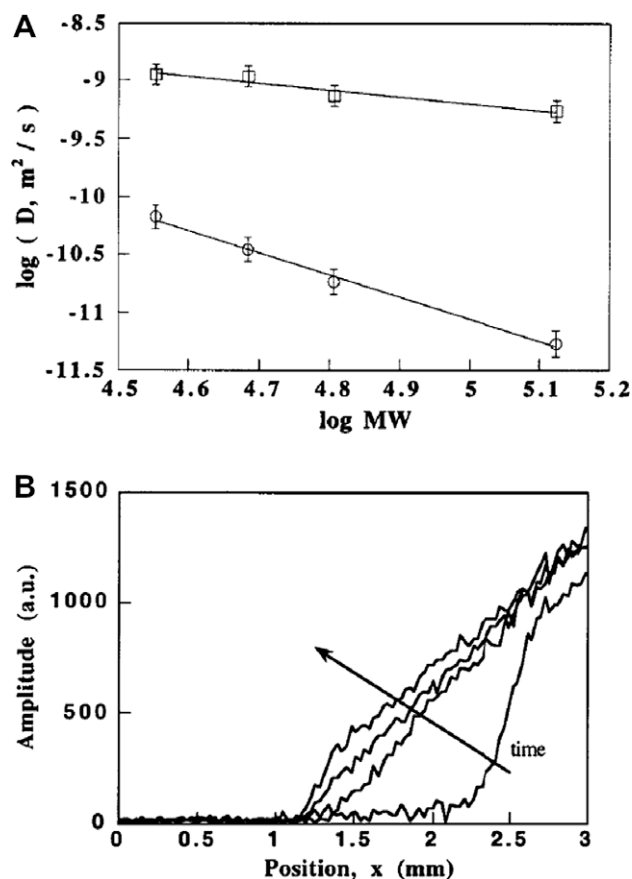 A
log ( D, m² / s )
-8.5
-9
-9.5
-10
-10.5
-11
-11.5
4.5 4.6 4.7 4.8 4.9 5 5.1 5.2
log MW
B
Amplitude (a.u.)
1500
1000
500
0
time
0 0.5 1 1.5 2 2.5 3
Position, x (mm)